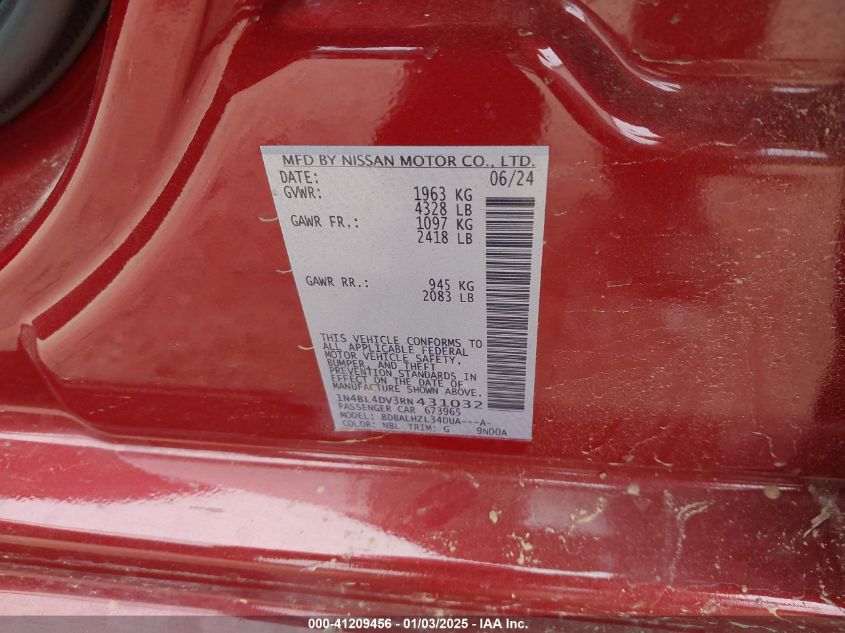 MFD BY NISSAN MOTOR CO., LTD.
DATE: 06/24
GVWR: 1963 KG
4328 LB
GAWR FR.: 1097 KG
2418 LB
GAWR RR.: 945 KG
2083 LB
THIS VEHICLE CONFORMS TO
ALL APPLICABLE FEDERAL
MOTOR VEHICLE SAFETY,
BUMPER, AND THEFT
PREVENTION STANDARDS IN
EFFECT ON THE DATE OF
MANUFACTURE SHOWN ABOVE.
1N4BL4DV3RN431032
PASSENGER CAR 673965
MODEL: BDBALHZL34DUA---A-
COLOR: NBL TRIM: G 9N00A
000-41209456 - 01/03/2025 - IAA Inc.